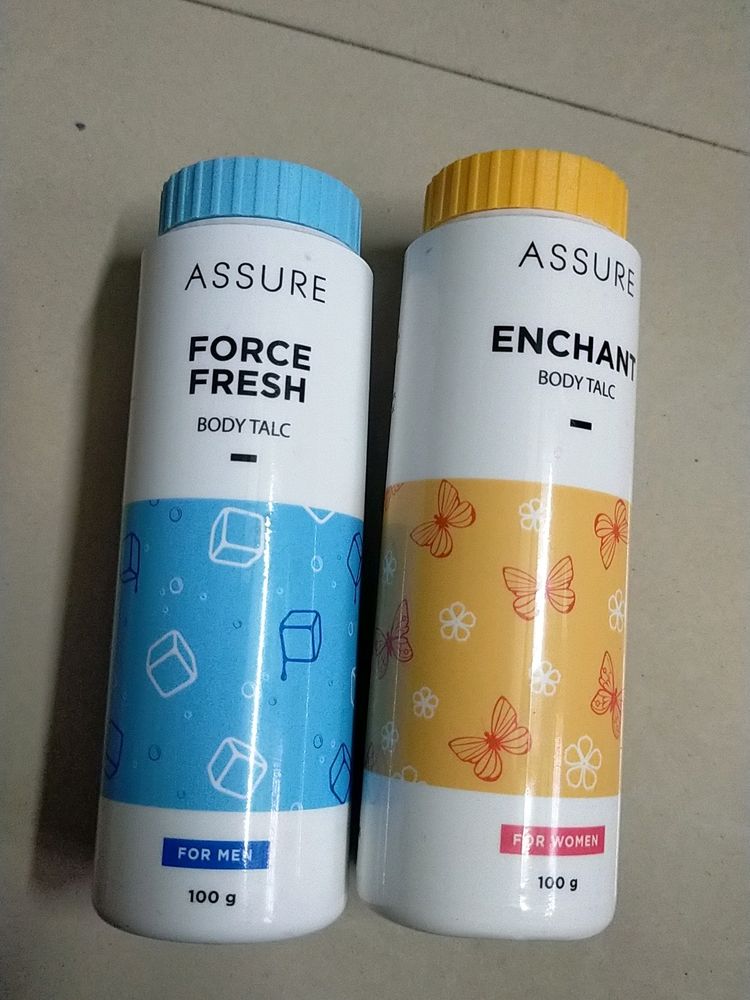 ASSURE
FORCE
FRESH
BODY TALC
FOR MEN
100 g
ASSURE
ENCHANT
BODY TALC
FOR WOMEN
100 g